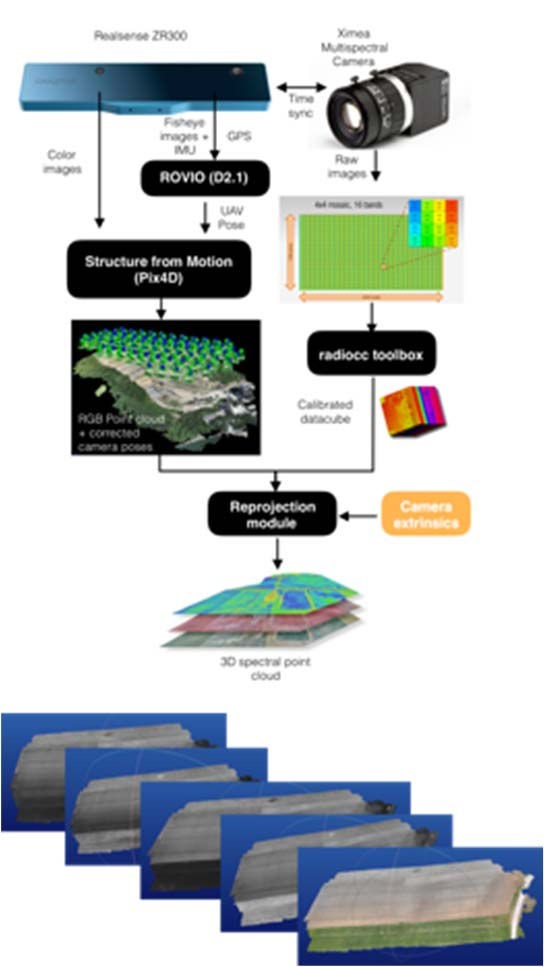 Realsense ZR300
Ximea
Multispectral
Camera
Time
sync
Color
images
Fisheye
images +
IMU
GPS
Raw
images
ROVIO (D2.1)
4x4 mosaic, 16 bands
UAV
Pose
Structure from Motion
(Pix4D)
radiocc toolbox
RGB Point cloud
+ corrected
camera poses
Calibrated
datacube
Reprojection
module
Camera
extrinsics
3D spectral point
cloud